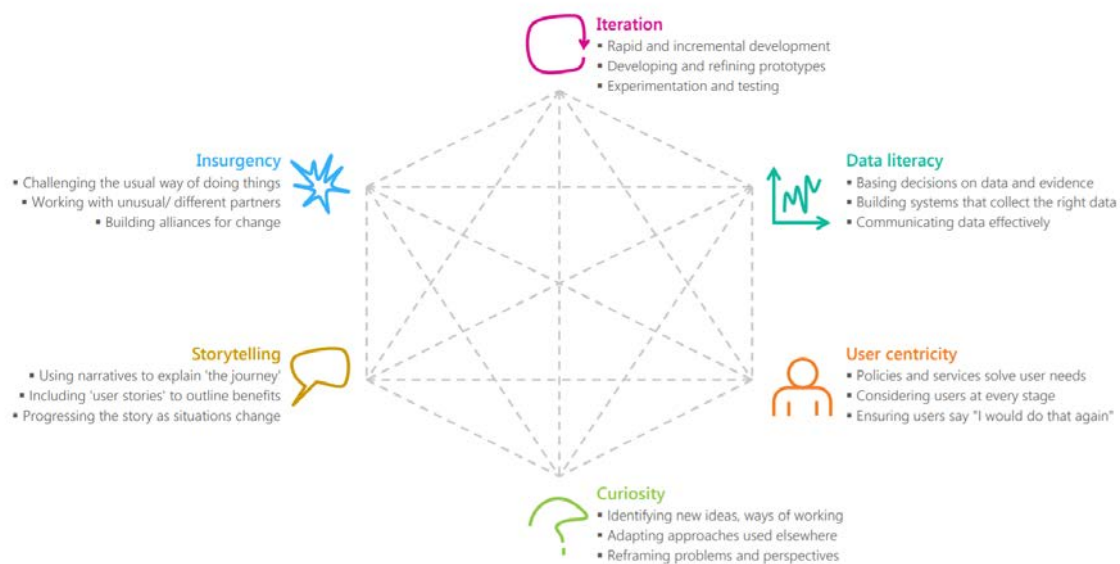 Iteration
▪ Rapid and incremental development
▪ Developing and refining prototypes
▪ Experimentation and testing
Insurgency
▪ Challenging the usual way of doing things
▪ Working with unusual/ different partners
▪ Building alliances for change
Data literacy
▪ Basing decisions on data and evidence
▪ Building systems that collect the right data
▪ Communicating data effectively
Storytelling
▪ Using narratives to explain 'the journey'
▪ Including 'user stories' to outline benefits
▪ Progressing the story as situations change
User centricity
▪ Policies and services solve user needs
▪ Considering users at every stage
▪ Ensuring users say "I would do that again"
Curiosity
▪ Identifying new ideas, ways of working
▪ Adapting approaches used elsewhere
▪ Reframing problems and perspectives